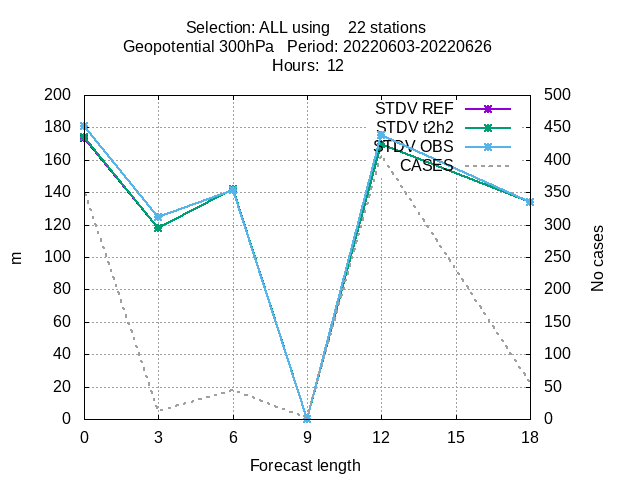 Selection: ALL using 22 stations
Geopotential 300hPa Period: 20220603-20220626
Hours: 12
200 500
180 STDV REF 450
160 STDV t2h2 400
140 STDV OBS 350
120 CASES 300
100 250
80 200
60 150
40 100
20 50
0 0
m
No cases
0 3 6 9 12 15 18
Forecast length